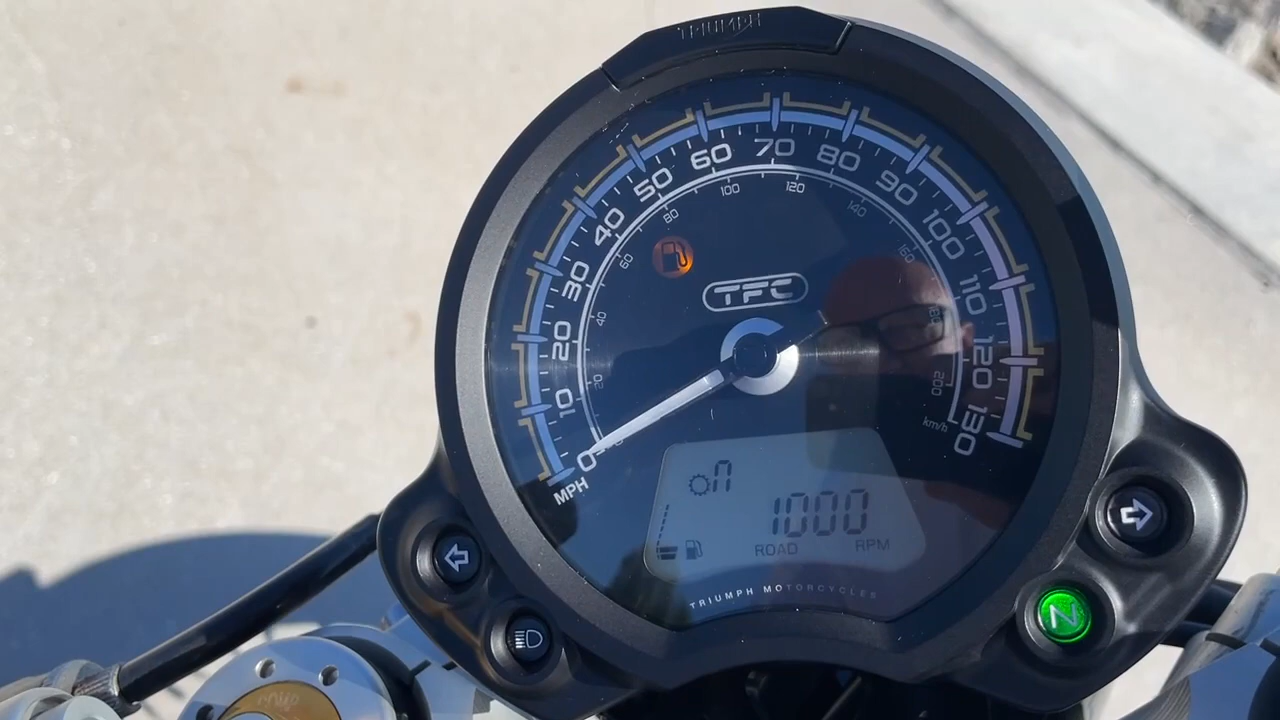 TRIUMPH
0 10 20 30 40 50 60 70 80 90 100 110 120 130
MPH
20 40 60 80 100 120 140 160 180 200
km/h
TFC
n
1000
ROAD RPM
TRIUMPH MOTORCYCLES
N